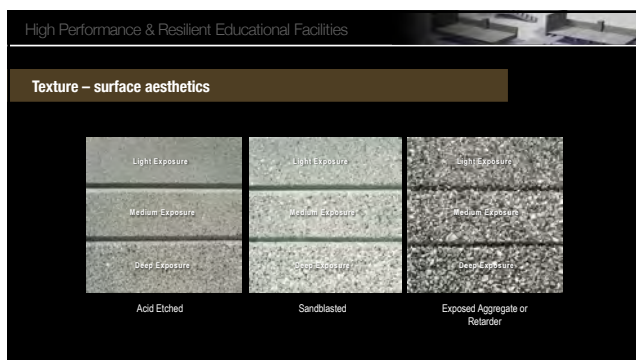 High Performance & Resilient Educational Facilities
Texture – surface aesthetics
Light Exposure
Medium Exposure
Deep Exposure
Light Exposure
Medium Exposure
Deep Exposure
Light Exposure
Medium Exposure
Deep Exposure
Acid Etched
Sandblasted
Exposed Aggregate or
Retarder